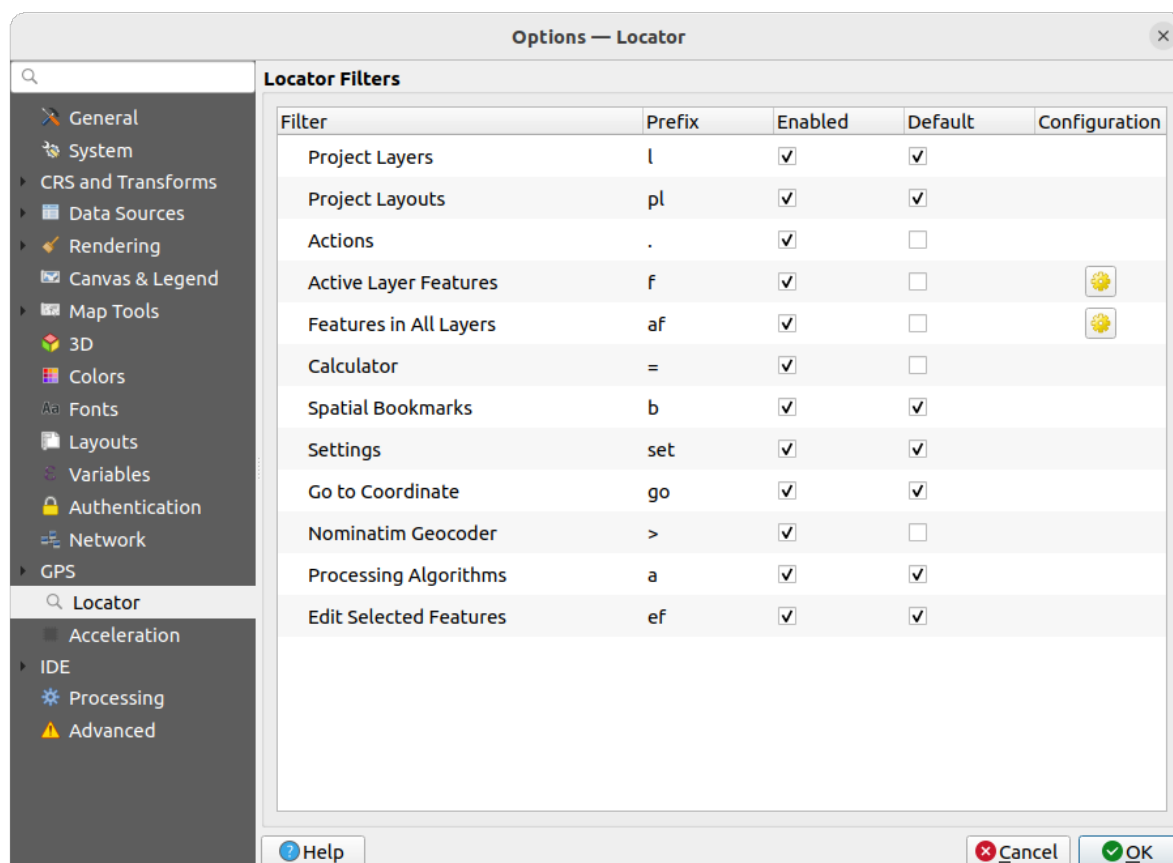 Options — Locator
General
System
CRS and Transforms
Data Sources
Rendering
Canvas & Legend
Map Tools
3D
Colors
Aa Fonts
Layouts
ε Variables
Authentication
Network
GPS
Locator
Acceleration
IDE
Processing
Advanced
Locator Filters
Filter Prefix Enabled Default Configuration
Project Layers l
Project Layouts pl
Actions .
Active Layer Features f
Features in All Layers af
Calculator =
Spatial Bookmarks b
Settings set
Go to Coordinate go
Nominatim Geocoder >
Processing Algorithms a
Edit Selected Features ef
Help Cancel OK